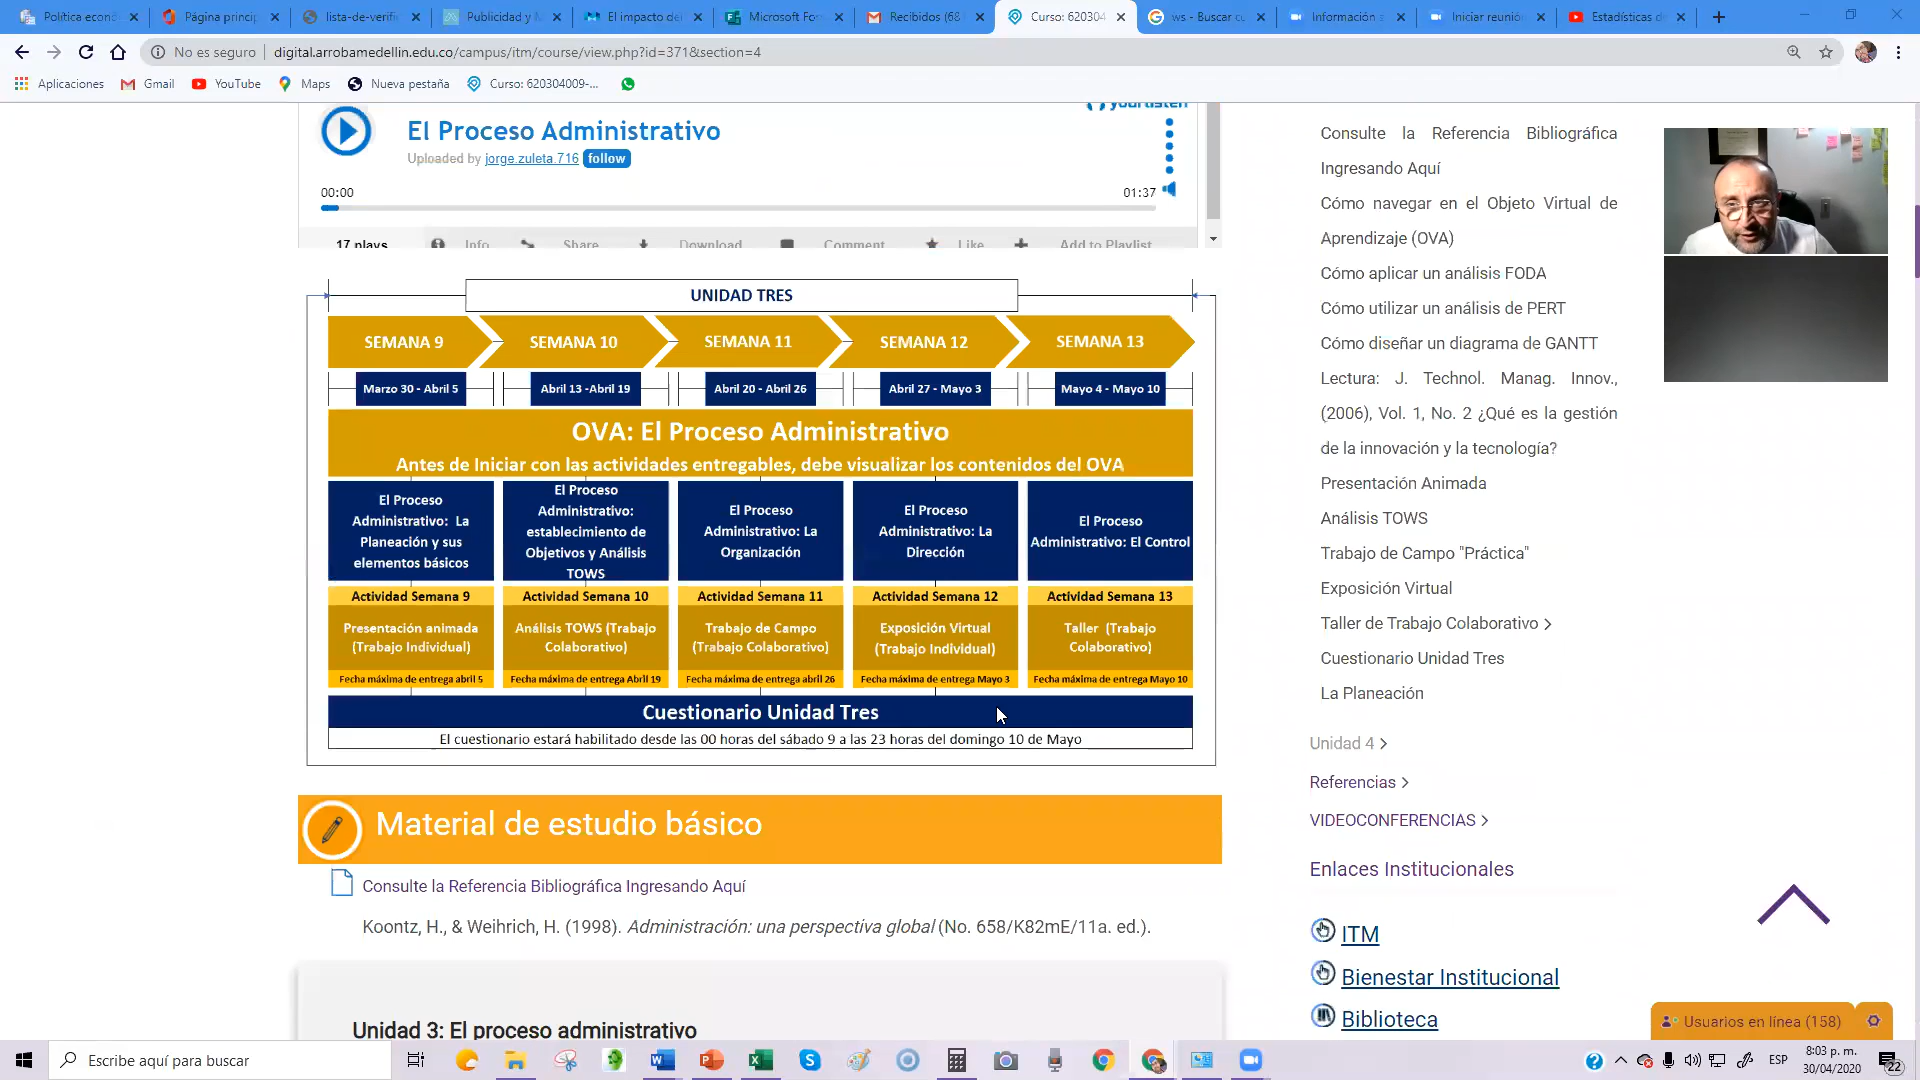 Política econó
Página princip
lista-de-verific
Publicidad y M
El impacto de
Microsoft For
Recibidos (68
Curso: 620304
ws - Buscar c
Información
Iniciar reunió
Estadísticas d
No es seguro | digital.arrobamedellin.edu.co/campus/itm/course/view.php?id=371&section=4
Aplicaciones
Gmail
YouTube
Maps
Nueva pestaña
Curso: 620304009-...
yourlisten
El Proceso Administrativo
Uploaded by jorge.zuleta.716 follow
00:00
01:37
17 plays
Info
Share
Download
Comment
Like
Add to Playlist
UNIDAD TRES
SEMANA 9
SEMANA 10
SEMANA 11
SEMANA 12
SEMANA 13
Marzo 30 - Abril 5
Abril 13 -Abril 19
Abril 20 - Abril 26
Abril 27 - Mayo 3
Mayo 4 - Mayo 10
OVA: El Proceso Administrativo
Antes de Iniciar con las actividades entregables, debe visualizar los contenidos del OVA
El Proceso
Administrativo: La
Planeación y sus
elementos básicos
El Proceso
Administrativo:
establecimiento de
Objetivos y Análisis
TOWS
El Proceso
Administrativo: La
Organización
El Proceso
Administrativo: La
Dirección
El Proceso
Administrativo: El Control
Actividad Semana 9
Actividad Semana 10
Actividad Semana 11
Actividad Semana 12
Actividad Semana 13
Presentación animada
(Trabajo Individual)
Análisis TOWS (Trabajo
Colaborativo)
Trabajo de Campo
(Trabajo Colaborativo)
Exposición Virtual
(Trabajo Individual)
Taller (Trabajo
Colaborativo)
Fecha máxima de entrega abril 5
Fecha máxima de entrega Abril 19
Fecha máxima de entrega abril 26
Fecha máxima de entrega Mayo 3
Fecha máxima de entrega Mayo 10
Cuestionario Unidad Tres
El cuestionario estará habilitado desde las 00 horas del sábado 9 a las 23 horas del domingo 10 de Mayo
Material de estudio básico
Consulte la Referencia Bibliográfica Ingresando Aquí
Koontz, H., & Weihrich, H. (1998). Administración: una perspectiva global (No. 658/K82mE/11a. ed.).
Unidad 3: El proceso administrativo
Consulte la Referencia Bibliográfica
Ingresando Aquí
Cómo navegar en el Objeto Virtual de
Aprendizaje (OVA)
Cómo aplicar un análisis FODA
Cómo utilizar un análisis de PERT
Cómo diseñar un diagrama de GANTT
Lectura: J. Technol. Manag. Innov.,
(2006), Vol. 1, No. 2 ¿Qué es la gestión
de la innovación y la tecnología?
Presentación Animada
Análisis TOWS
Trabajo de Campo "Práctica"
Exposición Virtual
Taller de Trabajo Colaborativo >
Cuestionario Unidad Tres
La Planeación
Unidad 4 >
Referencias >
VIDEOCONFERENCIAS >
Enlaces Institucionales
ITM
Bienestar Institucional
Biblioteca
Usuarios en línea (158)
Escribe aquí para buscar
ESP
8:03 p. m.
30/04/2020
22